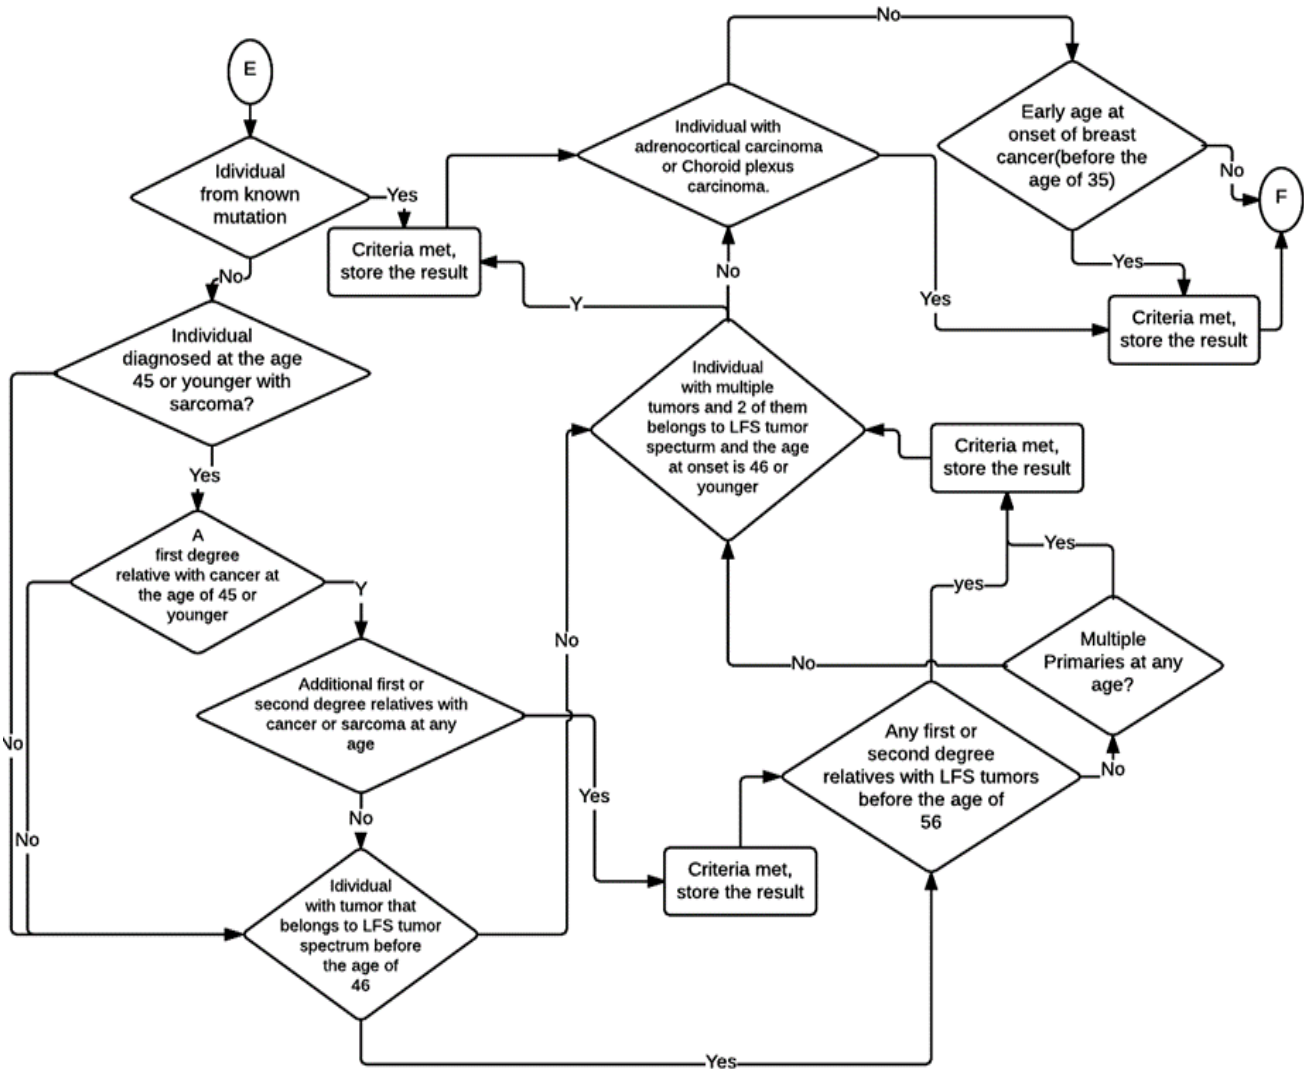 No
E
Early age at
onset of breast
cancer(before the
age of 35)
Individual with
adrenocortical carcinoma
or Choroid plexus
carcinoma.
Idividual
from known
mutation
Yes
No
F
Criteria met,
store the result
No
No
Yes
Y
Yes
Criteria met,
store the result
Individual
diagnosed at the age
45 or younger with
sarcoma?
Individual
with multiple
tumors and 2 of them
belongs to LFS tumor
specturm and the age
at onset is 46 or
younger
Criteria met,
store the result
Yes
A
first degree
relative with cancer at
the age of 45 or
younger
Yes
yes
Y
No
No
Multiple
Primaries at any
age?
Additional first or
second degree relatives with
cancer or sarcoma at any
age
No
Any first or
second degree
relatives with LFS tumors
before the age of
56
No
Yes
No
No
Criteria met,
store the result
Idividual
with tumor that
belongs to LFS tumor
spectrum before
the age of
46
Yes